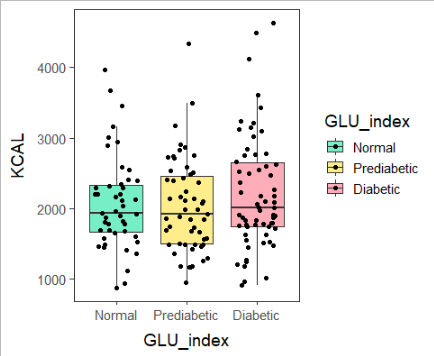 KCAL
4000
3000
2000
1000
Normal Prediabetic Diabetic
GLU_index
GLU_index
Normal
Prediabetic
Diabetic